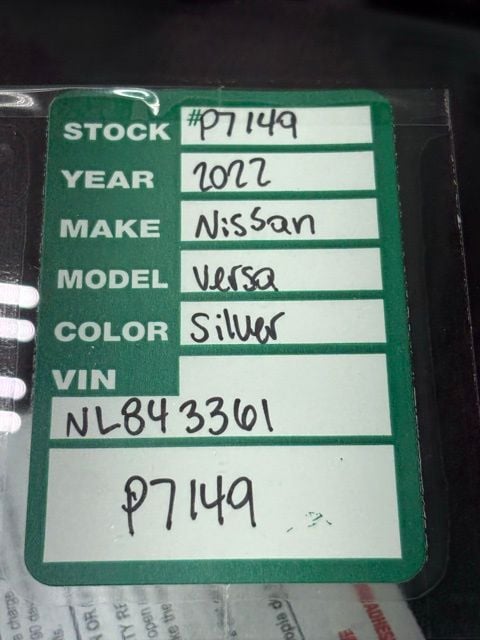 STOCK #P7149
YEAR 2022
MAKE Nissan
MODEL Versa
COLOR Silver
VIN
NL843361
P7149